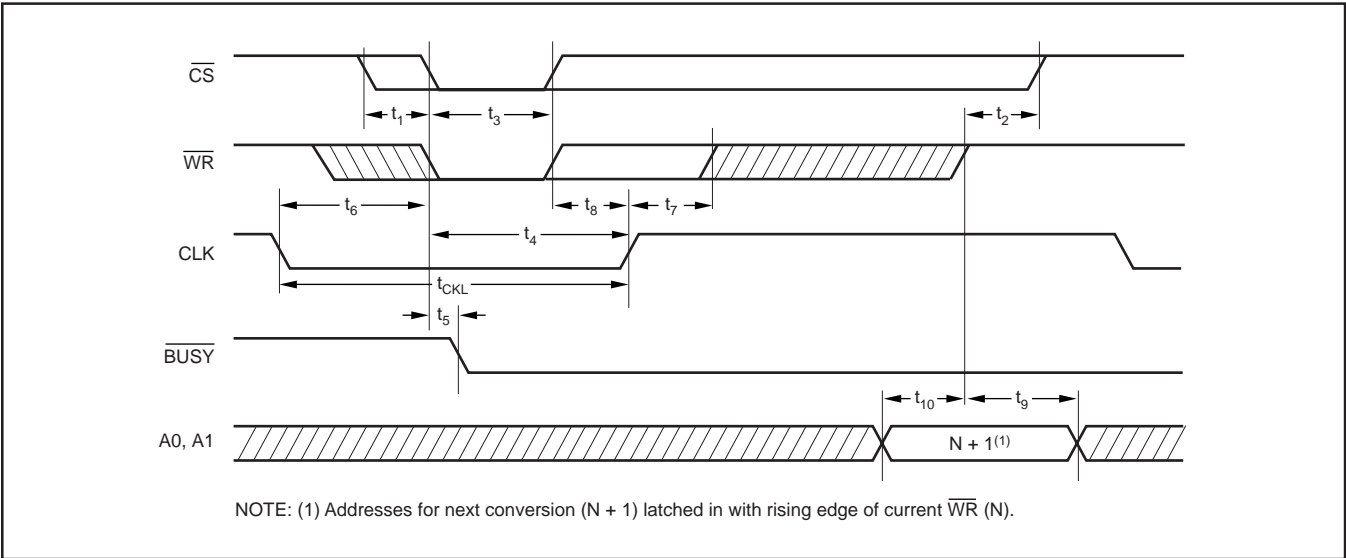 CS
t1 t3 t2
WR
t6 t8 t7
t4
CLK
tCKL
t5
BUSY
t10 t9
A0, A1 N + 1(1)
NOTE: (1) Addresses for next conversion (N + 1) latched in with rising edge of current WR (N).